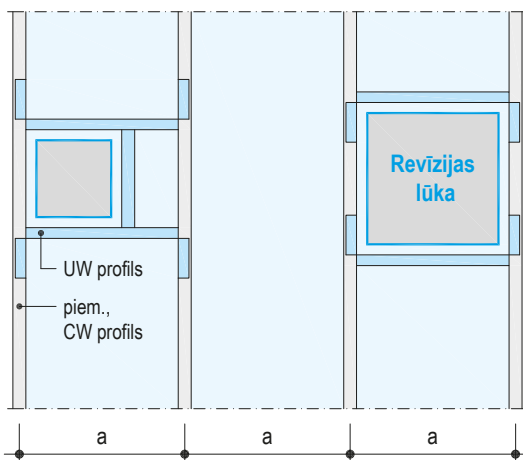 Revīzijas
lūka
UW profils
piem.,
CW profils
a
a
a